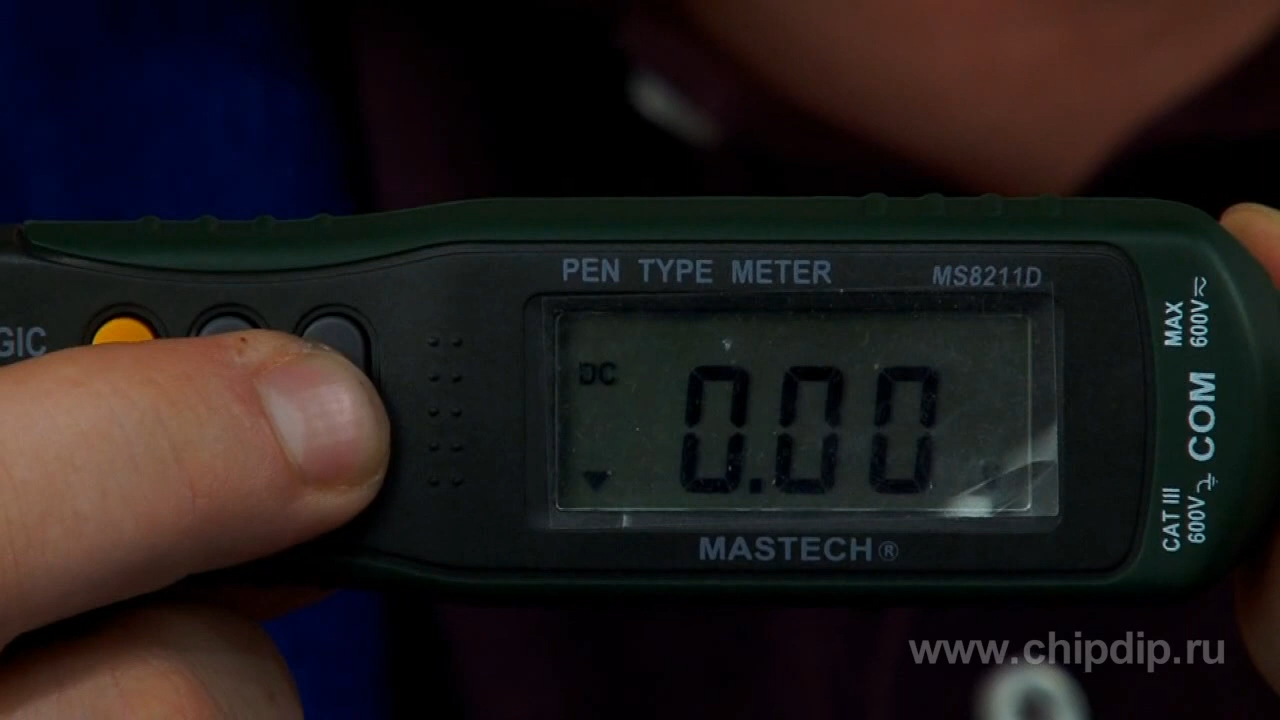 PEN TYPE METER
MS8211D
GIC
DC
0.00
MASTECH®
MAX
600V
COM
CAT III
600V
www.chipdip.ru